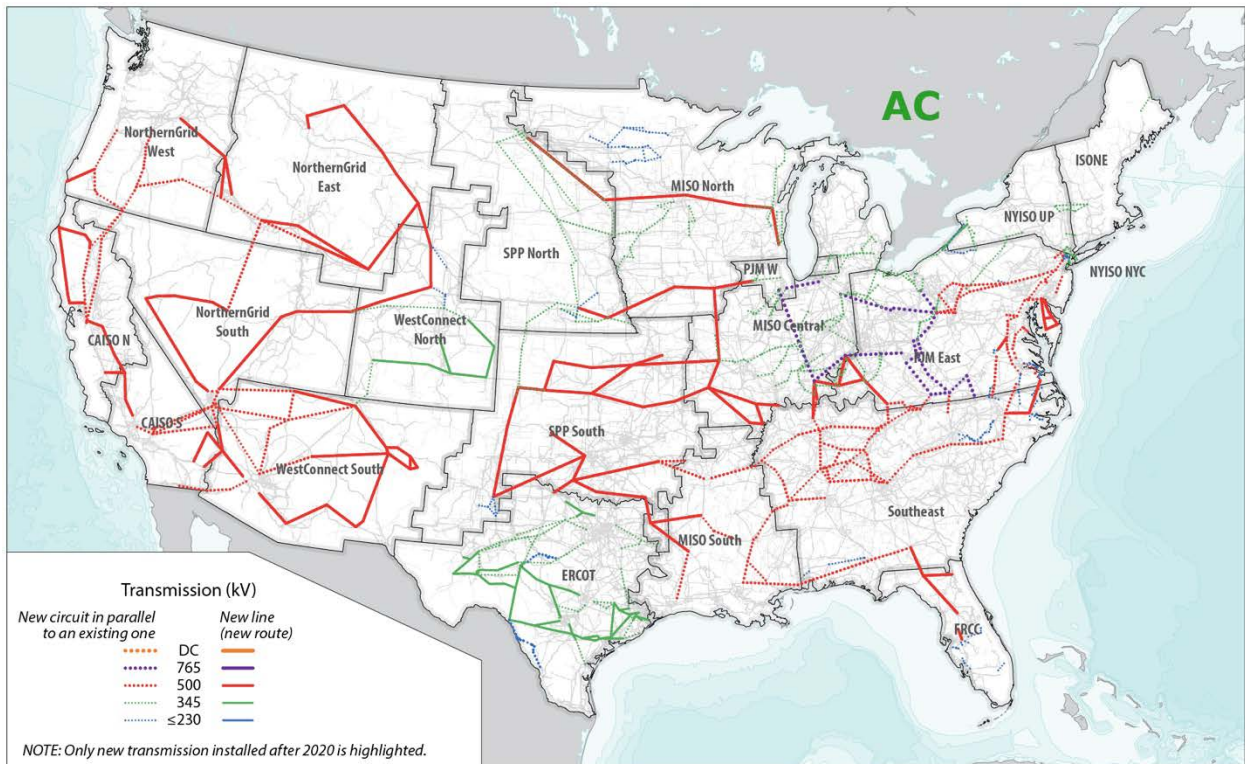 AC
NorthernGrid
West
NorthernGrid
East
MISO North
ISONE
NYISO UP
NYISO NYC
SPP North
PJM W
NorthernGrid
South
WestConnect
North
MISO Central
PJM East
CAISO N
CAISO S
SPP South
WestConnect South
Southeast
MISO South
ERCOT
FRCC
Transmission (kV)
New circuit in parallel
to an existing one
New line
(new route)
DC
765
500
345
≤230
NOTE: Only new transmission installed after 2020 is highlighted.